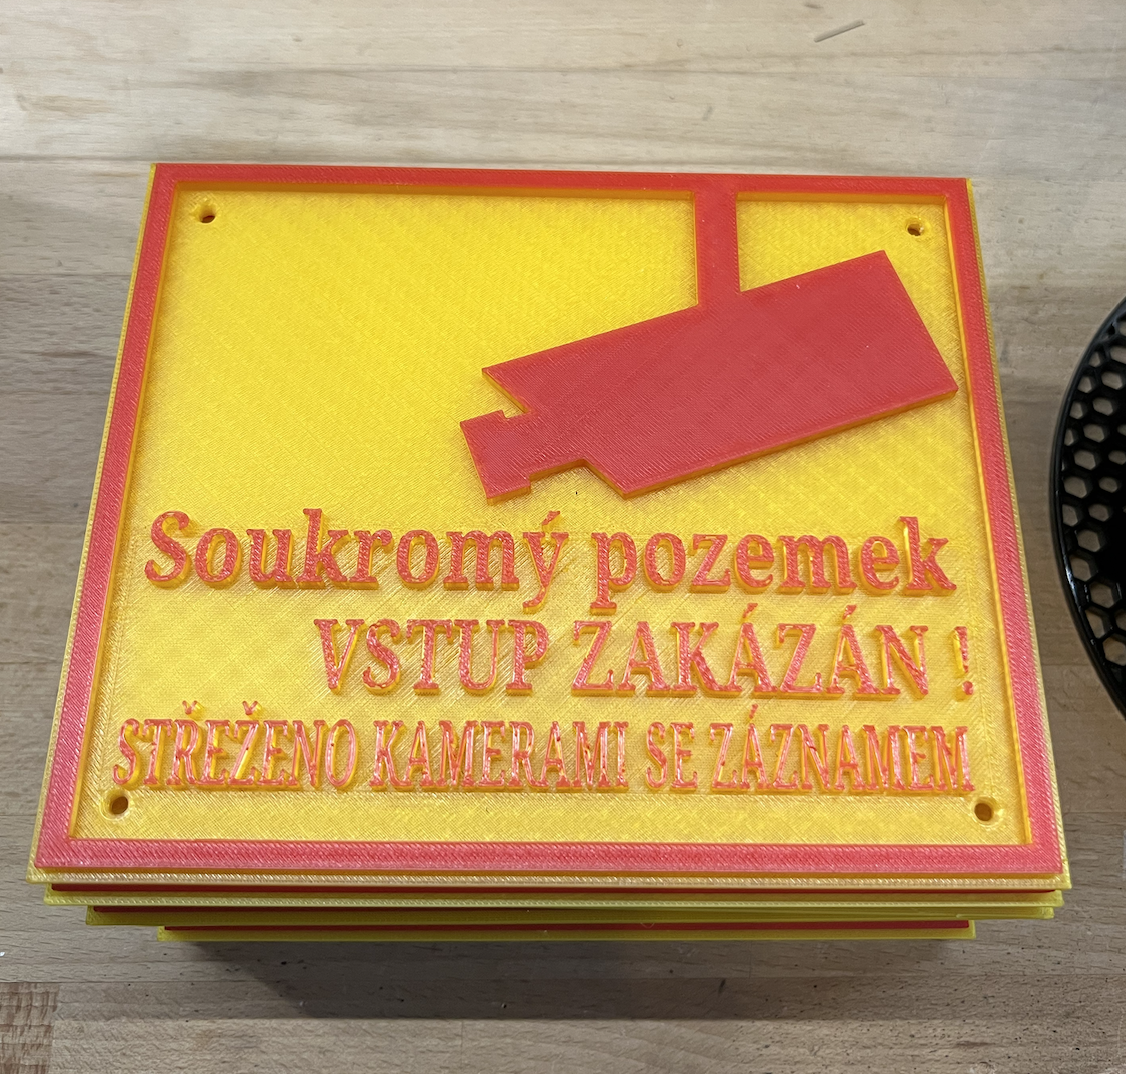 Soukromý pozemek
VSTUP ZAKÁZÁN !
STŘEŽENO KAMERAMI SE ZÁZNAMEM